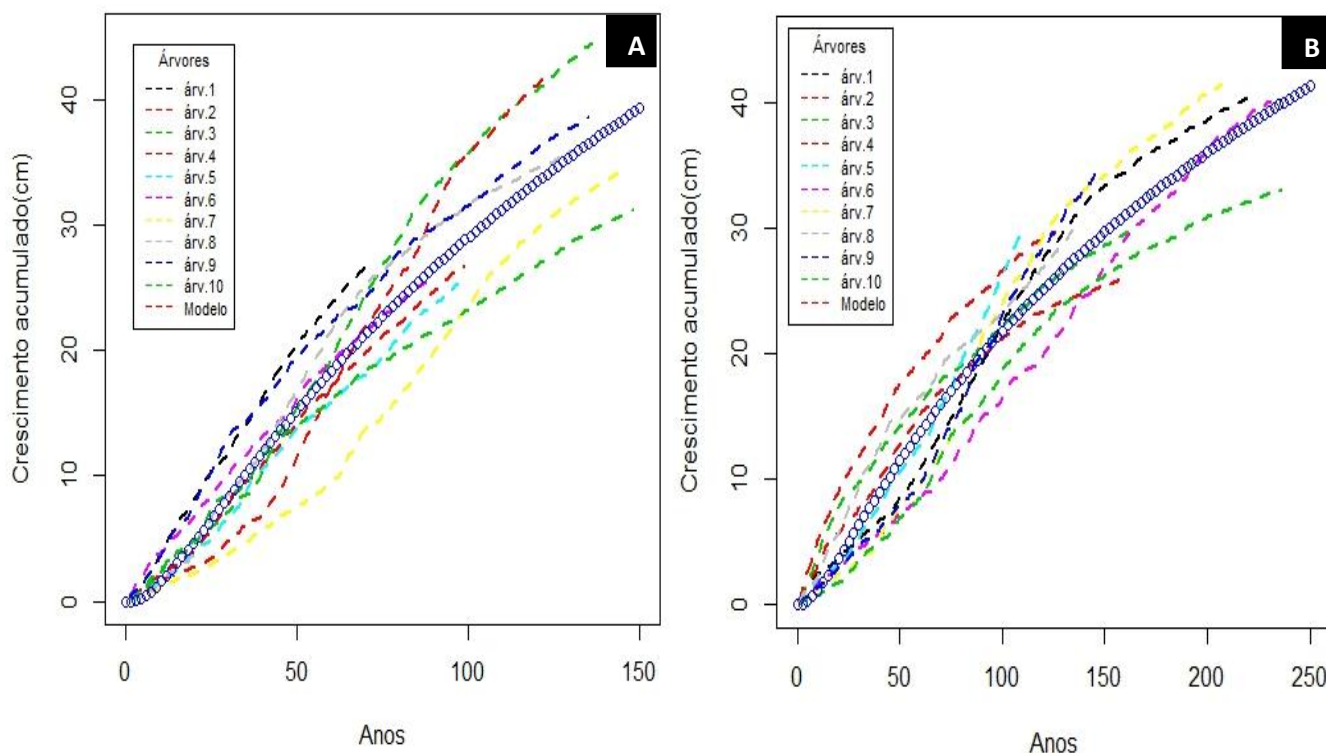 A
Crescimento acumulado(cm)
40
30
20
10
0
Árvores
árv.1
árv.2
árv.3
árv.4
árv.5
árv.6
árv.7
árv.8
árv.9
árv.10
Modelo
0 50 100 150
Anos
B
Crescimento acumulado(cm)
40
30
20
10
0
Árvores
árv.1
árv.2
árv.3
árv.4
árv.5
árv.6
árv.7
árv.8
árv.9
árv.10
Modelo
0 50 100 150 200 250
Anos